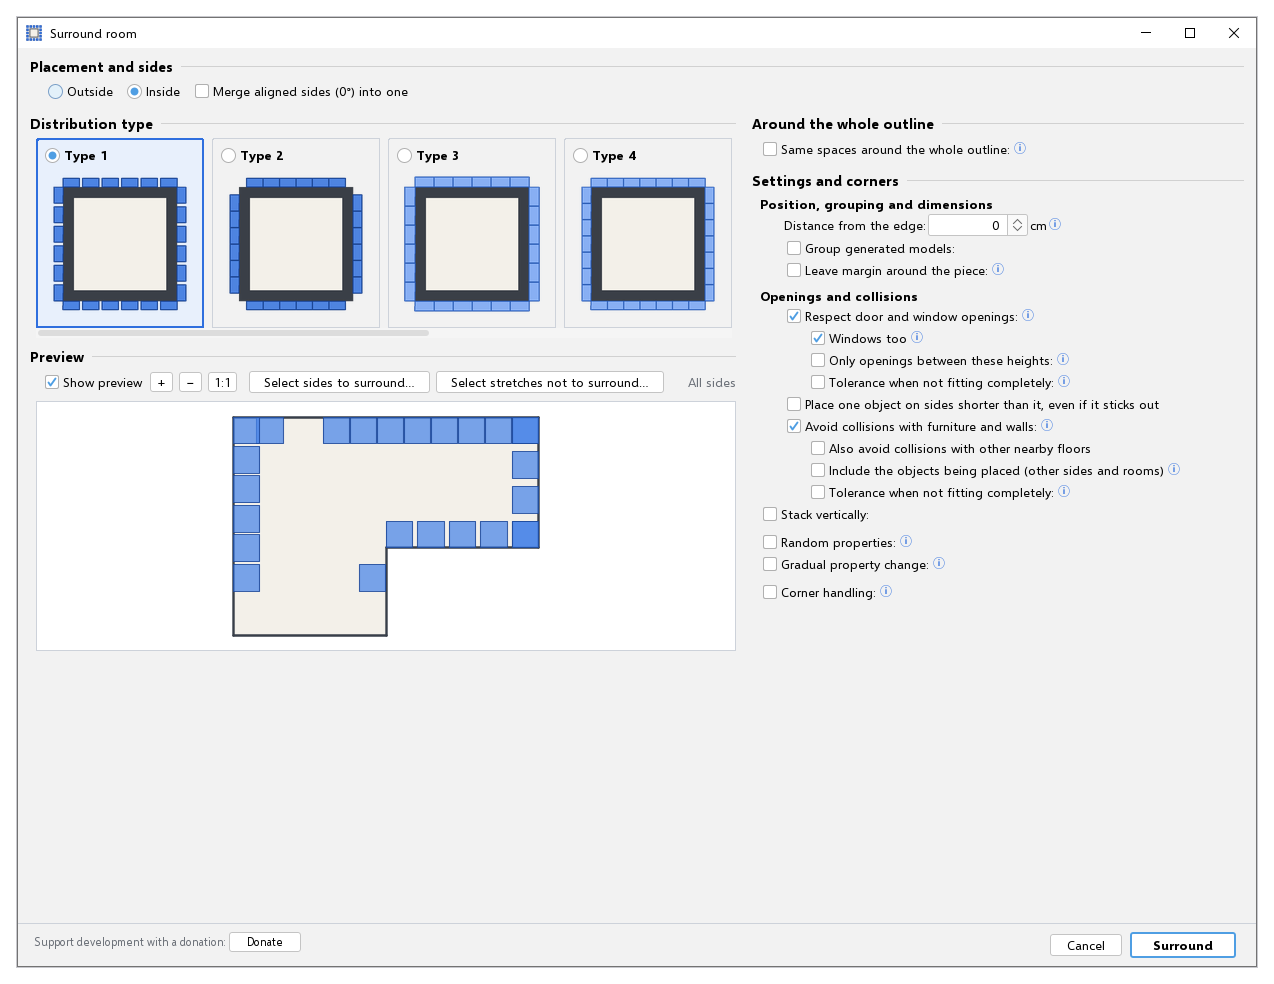 Surround room
Placement and sides
Outside Inside Merge aligned sides (0°) into one
Distribution type
Type 1 Type 2 Type 3 Type 4
Preview
Show preview + − 1:1 Select sides to surround... Select stretches not to surround... All sides
Around the whole outline
Same spaces around the whole outline:
Settings and corners
Position, grouping and dimensions
Distance from the edge: 0 cm
Group generated models:
Leave margin around the piece:
Openings and collisions
Respect door and window openings:
Windows too
Only openings between these heights:
Tolerance when not fitting completely:
Place one object on sides shorter than it, even if it sticks out
Avoid collisions with furniture and walls:
Also avoid collisions with other nearby floors
Include the objects being placed (other sides and rooms)
Tolerance when not fitting completely:
Stack vertically:
Random properties:
Gradual property change:
Corner handling:
Support development with a donation: Donate
Cancel Surround